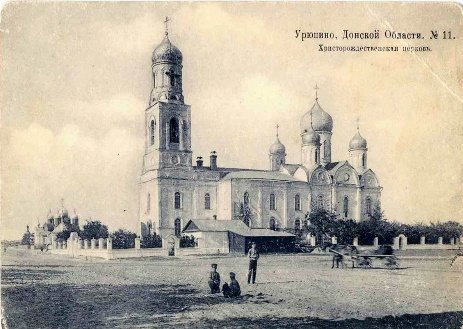 Урюпино, Донской Области. № 11.
Христорождественская церковь.